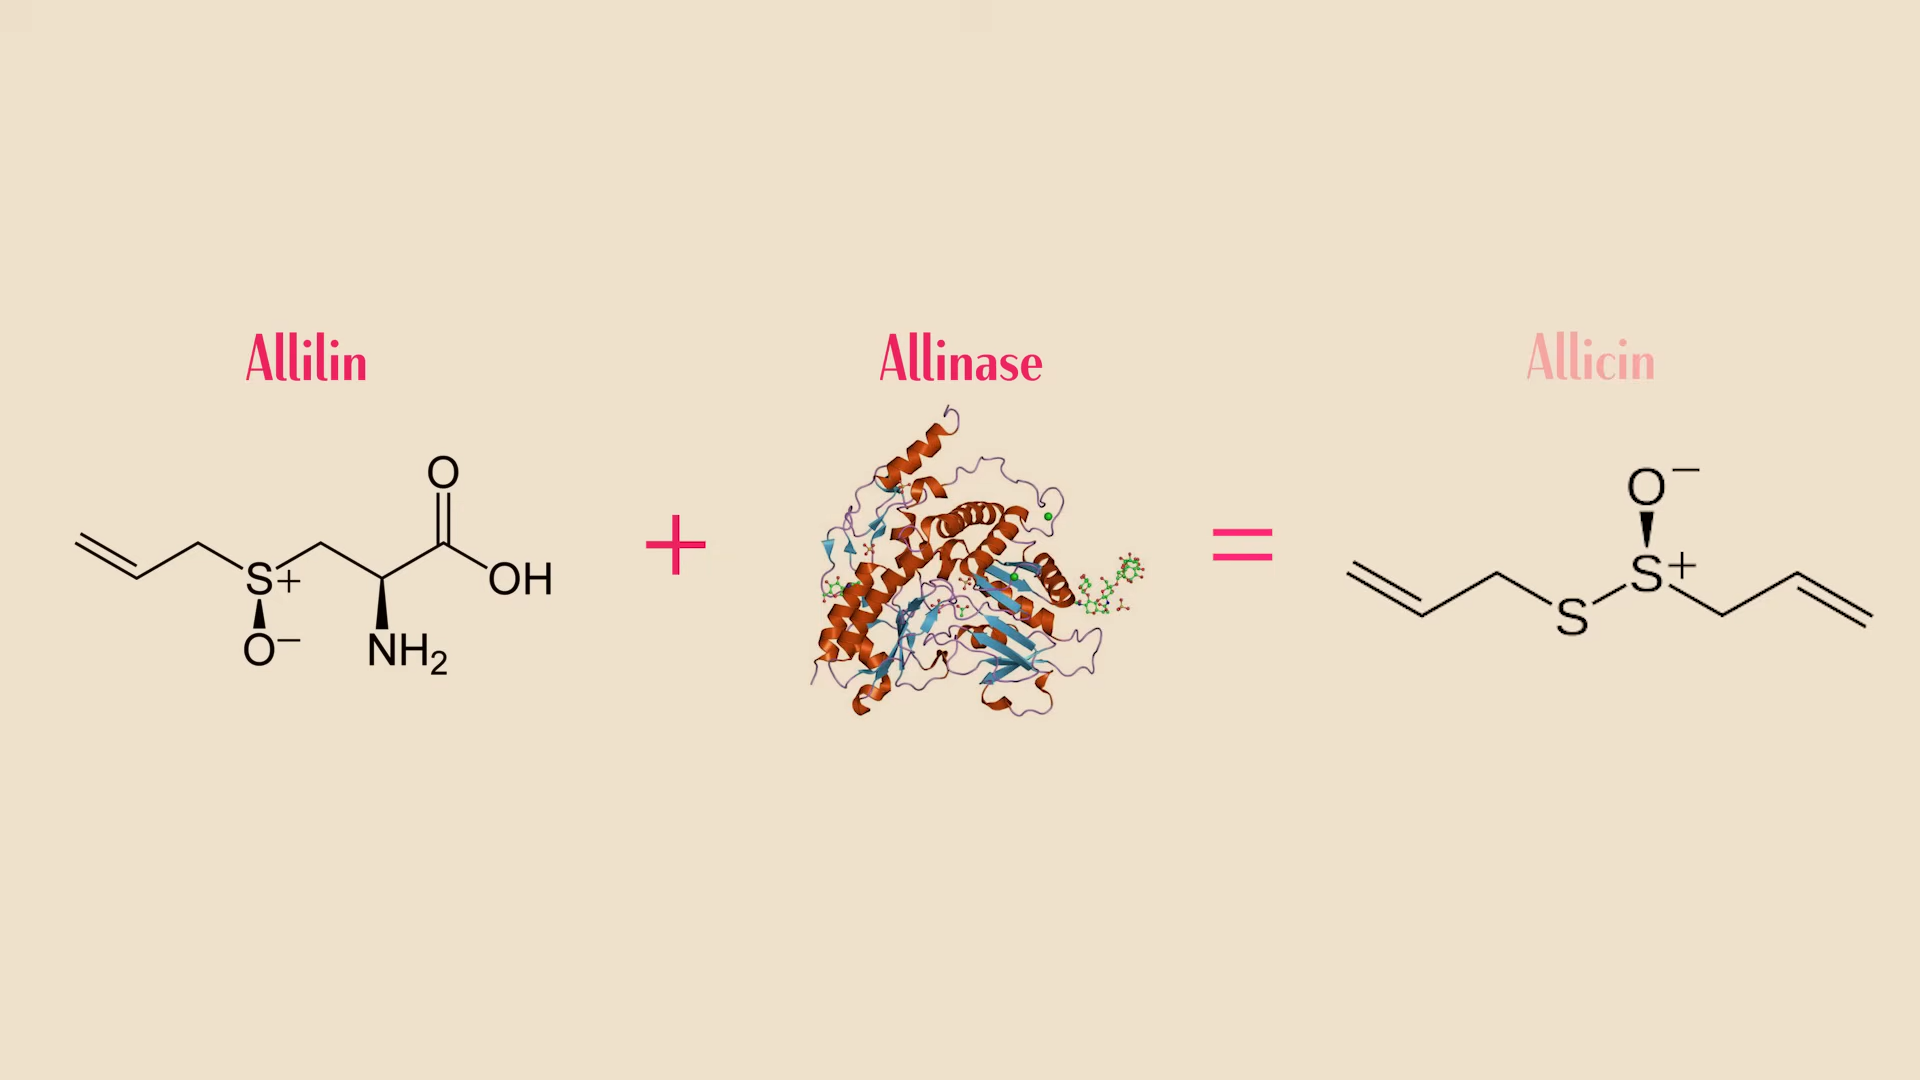 Allilin
Allinase
Allicin
O
S+
OH
O−
NH2
+
=
O−
S+
S